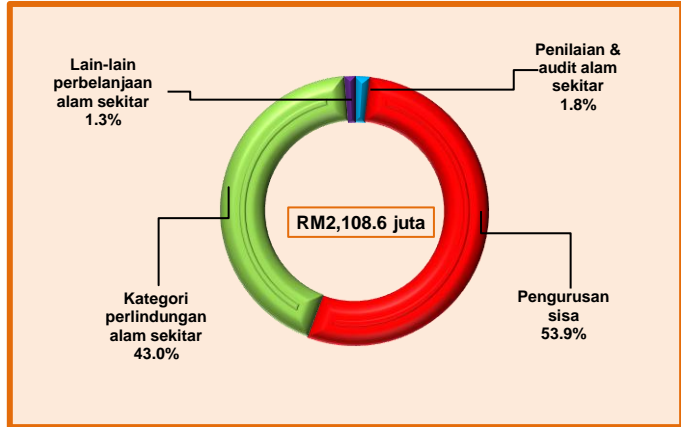 Lain-lain
perbelanjaan
alam sekitar
1.3%
Penilaian &
audit alam
sekitar
1.8%
RM2,108.6 juta
Kategori
perlindungan
alam sekitar
43.0%
Pengurusan
sisa
53.9%